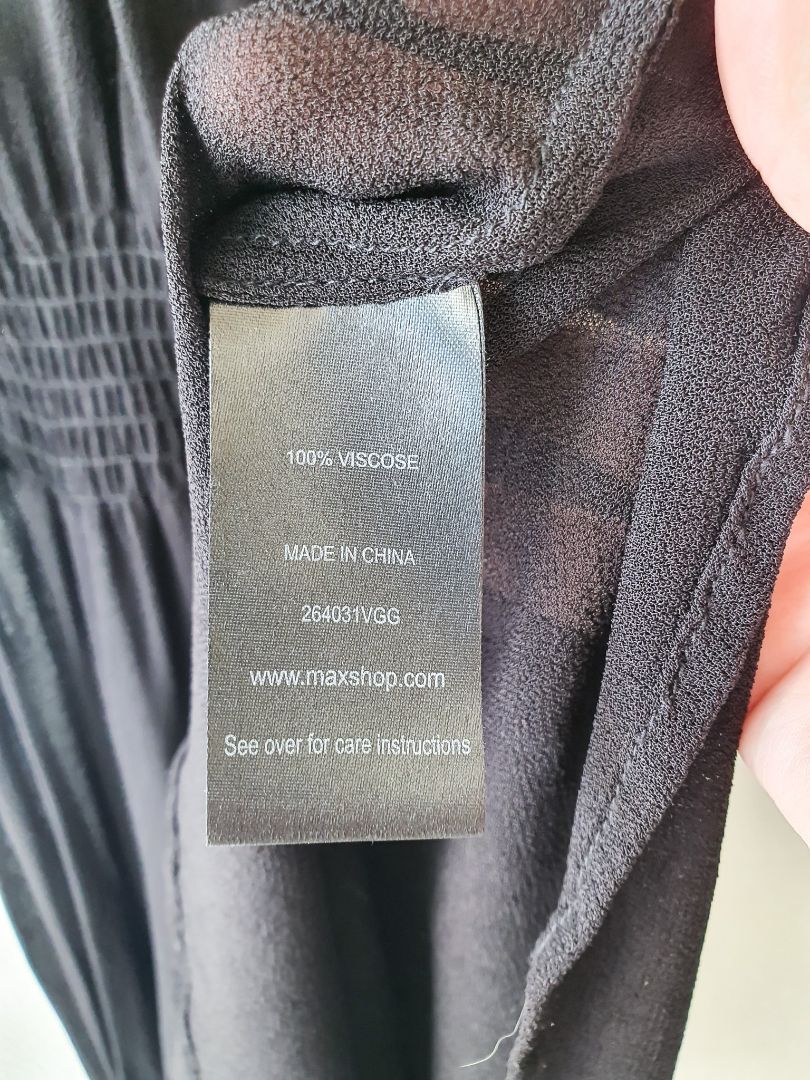 100% VISCOSE
MADE IN CHINA
264031VGG
www.maxshop.com
See over for care instructions